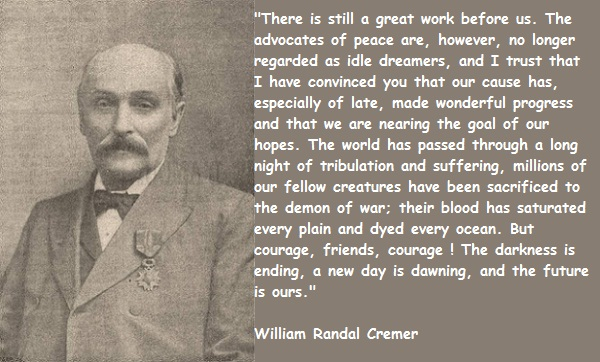 "There is still a great work before us. The
advocates of peace are, however, no longer
regarded as idle dreamers, and I trust that
I have convinced you that our cause has,
especially of late, made wonderful progress
and that we are nearing the goal of our
hopes. The world has passed through a long
night of tribulation and suffering, millions of
our fellow creatures have been sacrificed to
the demon of war; their blood has saturated
every plain and dyed every ocean. But
courage, friends, courage ! The darkness is
ending, a new day is dawning, and the future
is ours."
William Randal Cremer